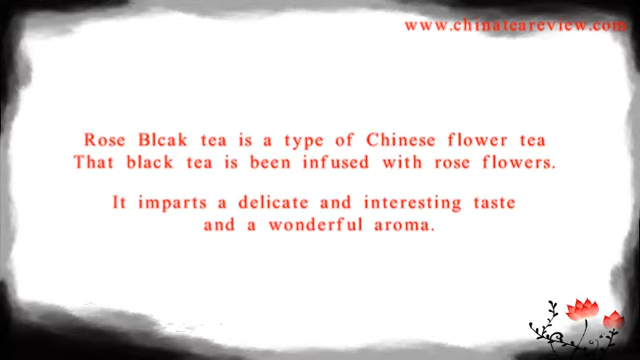 www.chinateareview.com
Rose Blcak tea is a type of Chinese flower tea
That black tea is been infused with rose flowers.
It imparts a delicate and interesting taste
and a wonderful aroma.